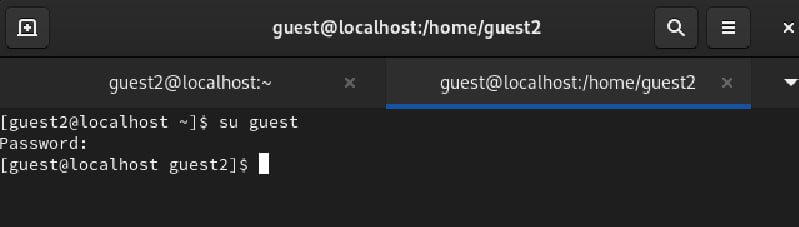 guest@localhost:/home/guest2
guest2@localhost:~
guest@localhost:/home/guest2
[guest2@localhost ~]$ su guest
Password:
[guest@localhost guest2]$